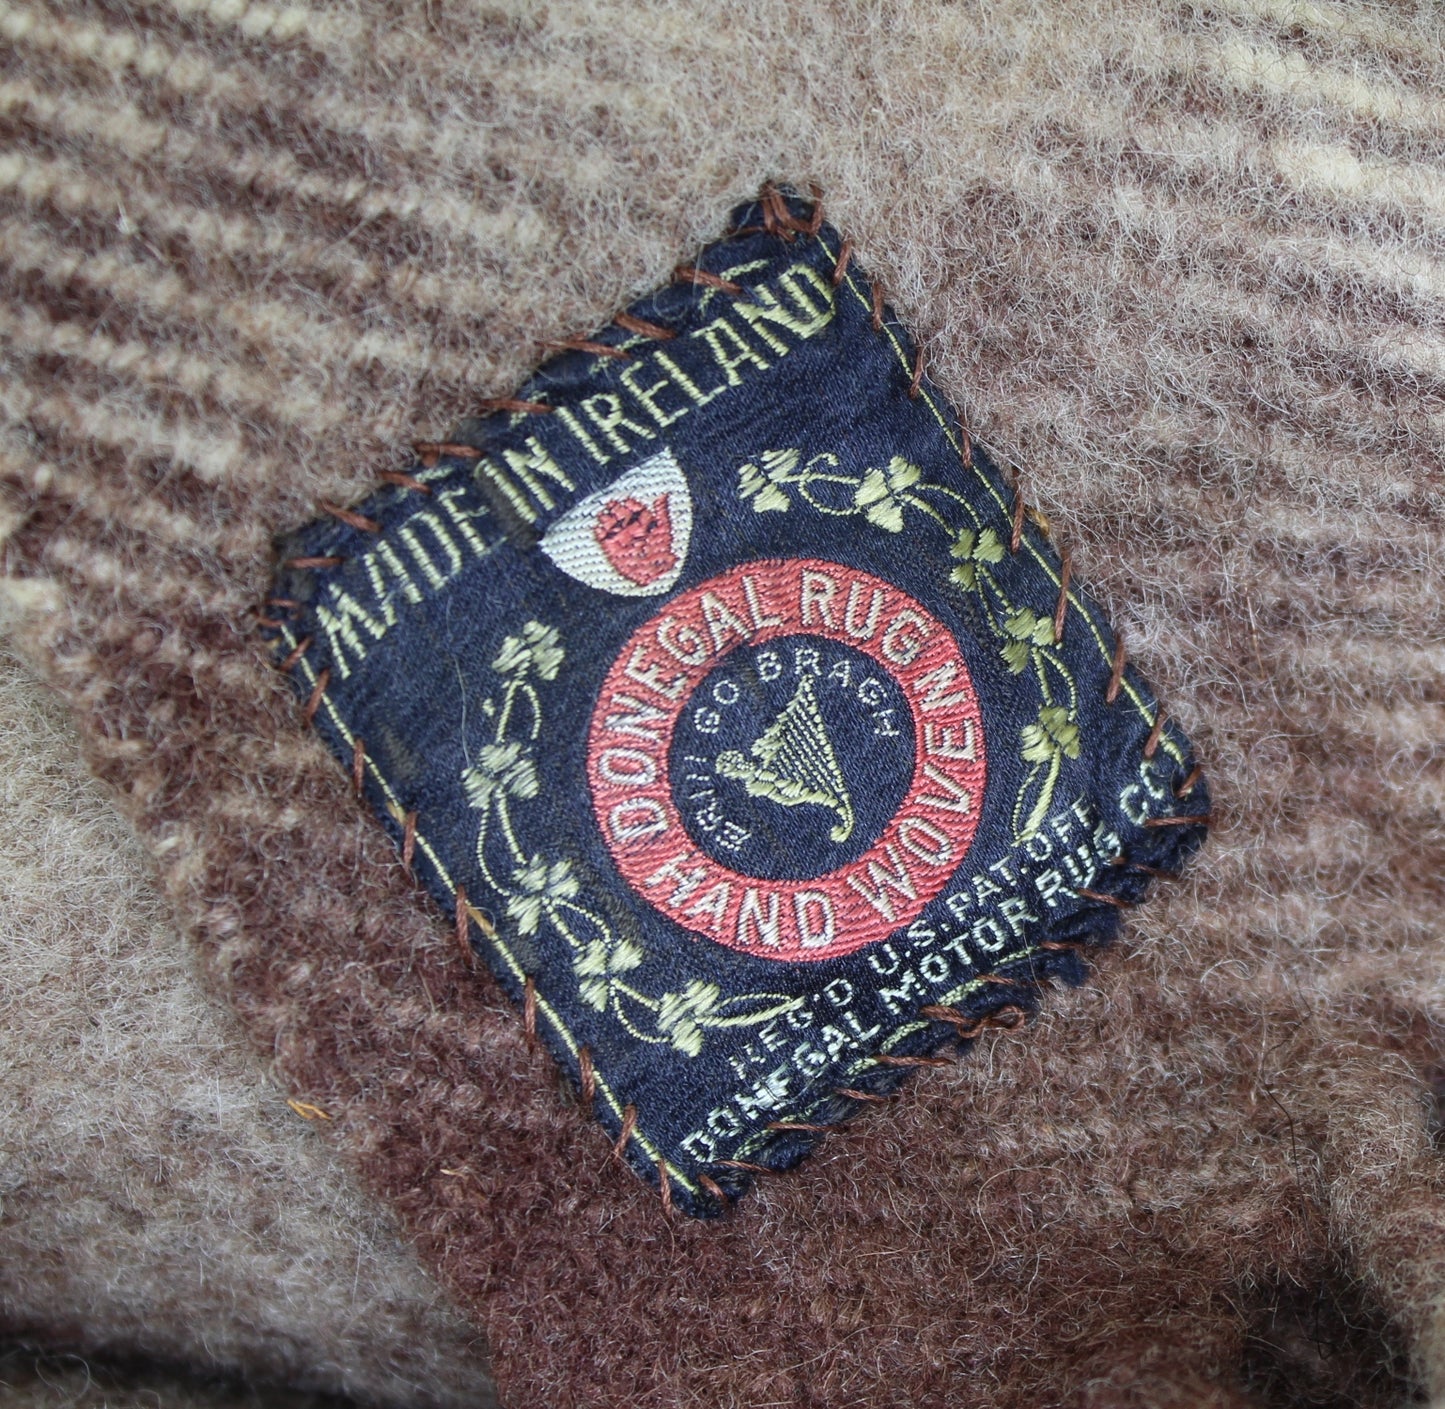 MADE IN IRELAND
DONEGAL RUG
HAND WOVEN
ERIN GO BRAGH
REG'D U.S. PAT. OFF.
DONEGAL MOTOR RUG CO